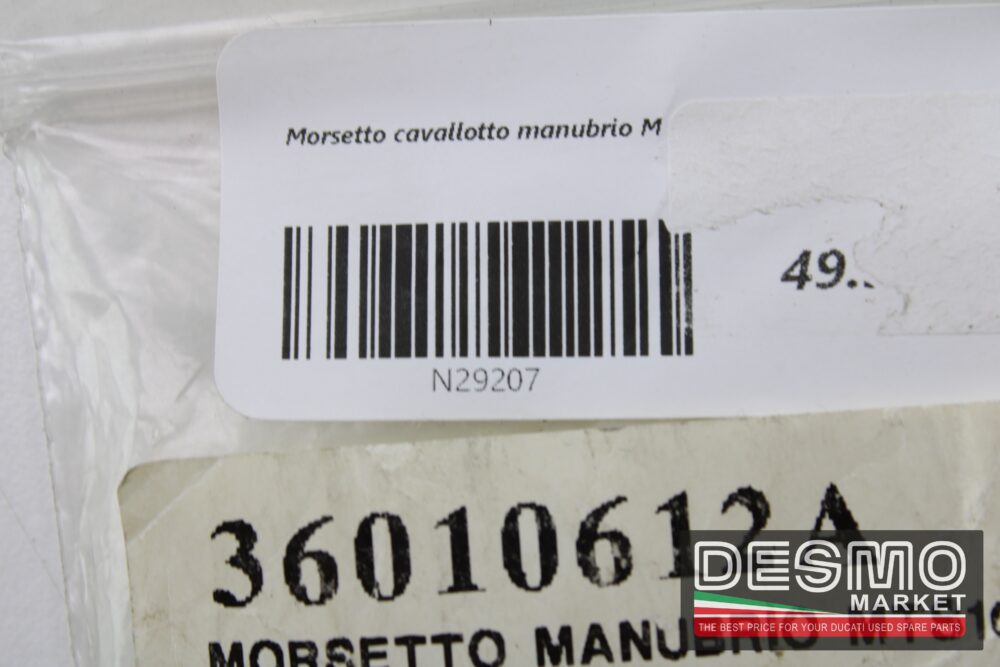 Morsetto cavallotto manubrio M
49.
N29207
36010612A
MORSETTO MANUBRIO
DESMO
MARKET
THE BEST PRICE FOR YOUR DUCATI USED SPARE PARTS